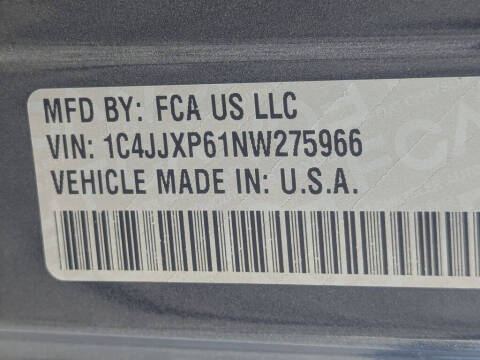 MFD BY: FCA US LLC
VIN: 1C4JJXP61NW275966
VEHICLE MADE IN: U.S.A.